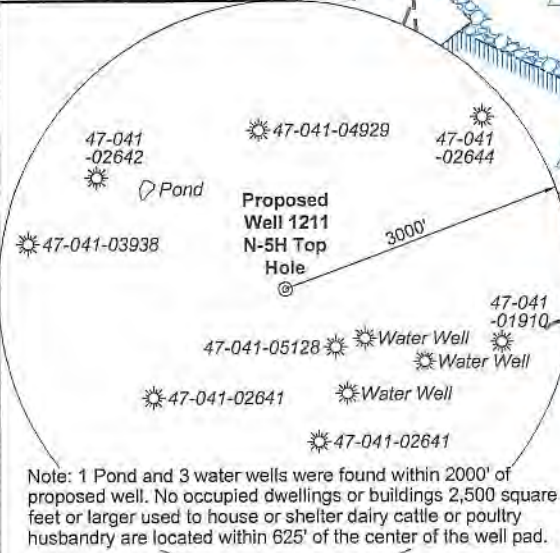 47-041-04929
47-041
-02642
47-041
-02644
Pond
Proposed
Well 1211
N-5H Top
Hole
3000'
47-041-03938
47-041
-01910
47-041-05128
Water Well
Water Well
47-041-02641
Water Well
47-041-02641
Note: 1 Pond and 3 water wells were found within 2000' of
proposed well. No occupied dwellings or buildings 2,500 square
feet or larger used to house or shelter dairy cattle or poultry
husbandry are located within 625' of the center of the well pad.